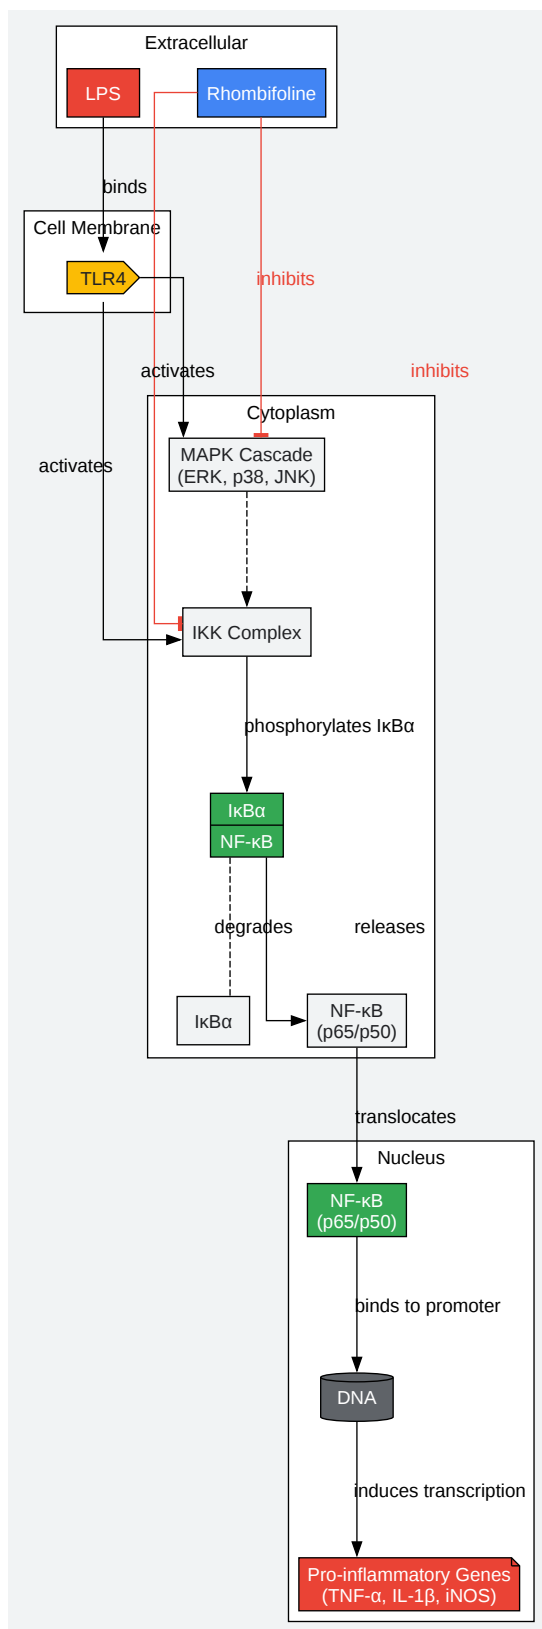 Extracellular
LPS
Rhombifoline
binds
Cell Membrane
TLR4
inhibits
activates
inhibits
Cytoplasm
MAPK Cascade
(ERK, p38, JNK)
activates
IKK Complex
phosphorylates IκBα
IκBα
NF-κB
degrades
releases
IκBα
NF-κB
(p65/p50)
translocates
Nucleus
NF-κB
(p65/p50)
binds to promoter
DNA
induces transcription
Pro-inflammatory Genes
(TNF-α, IL-1β, iNOS)